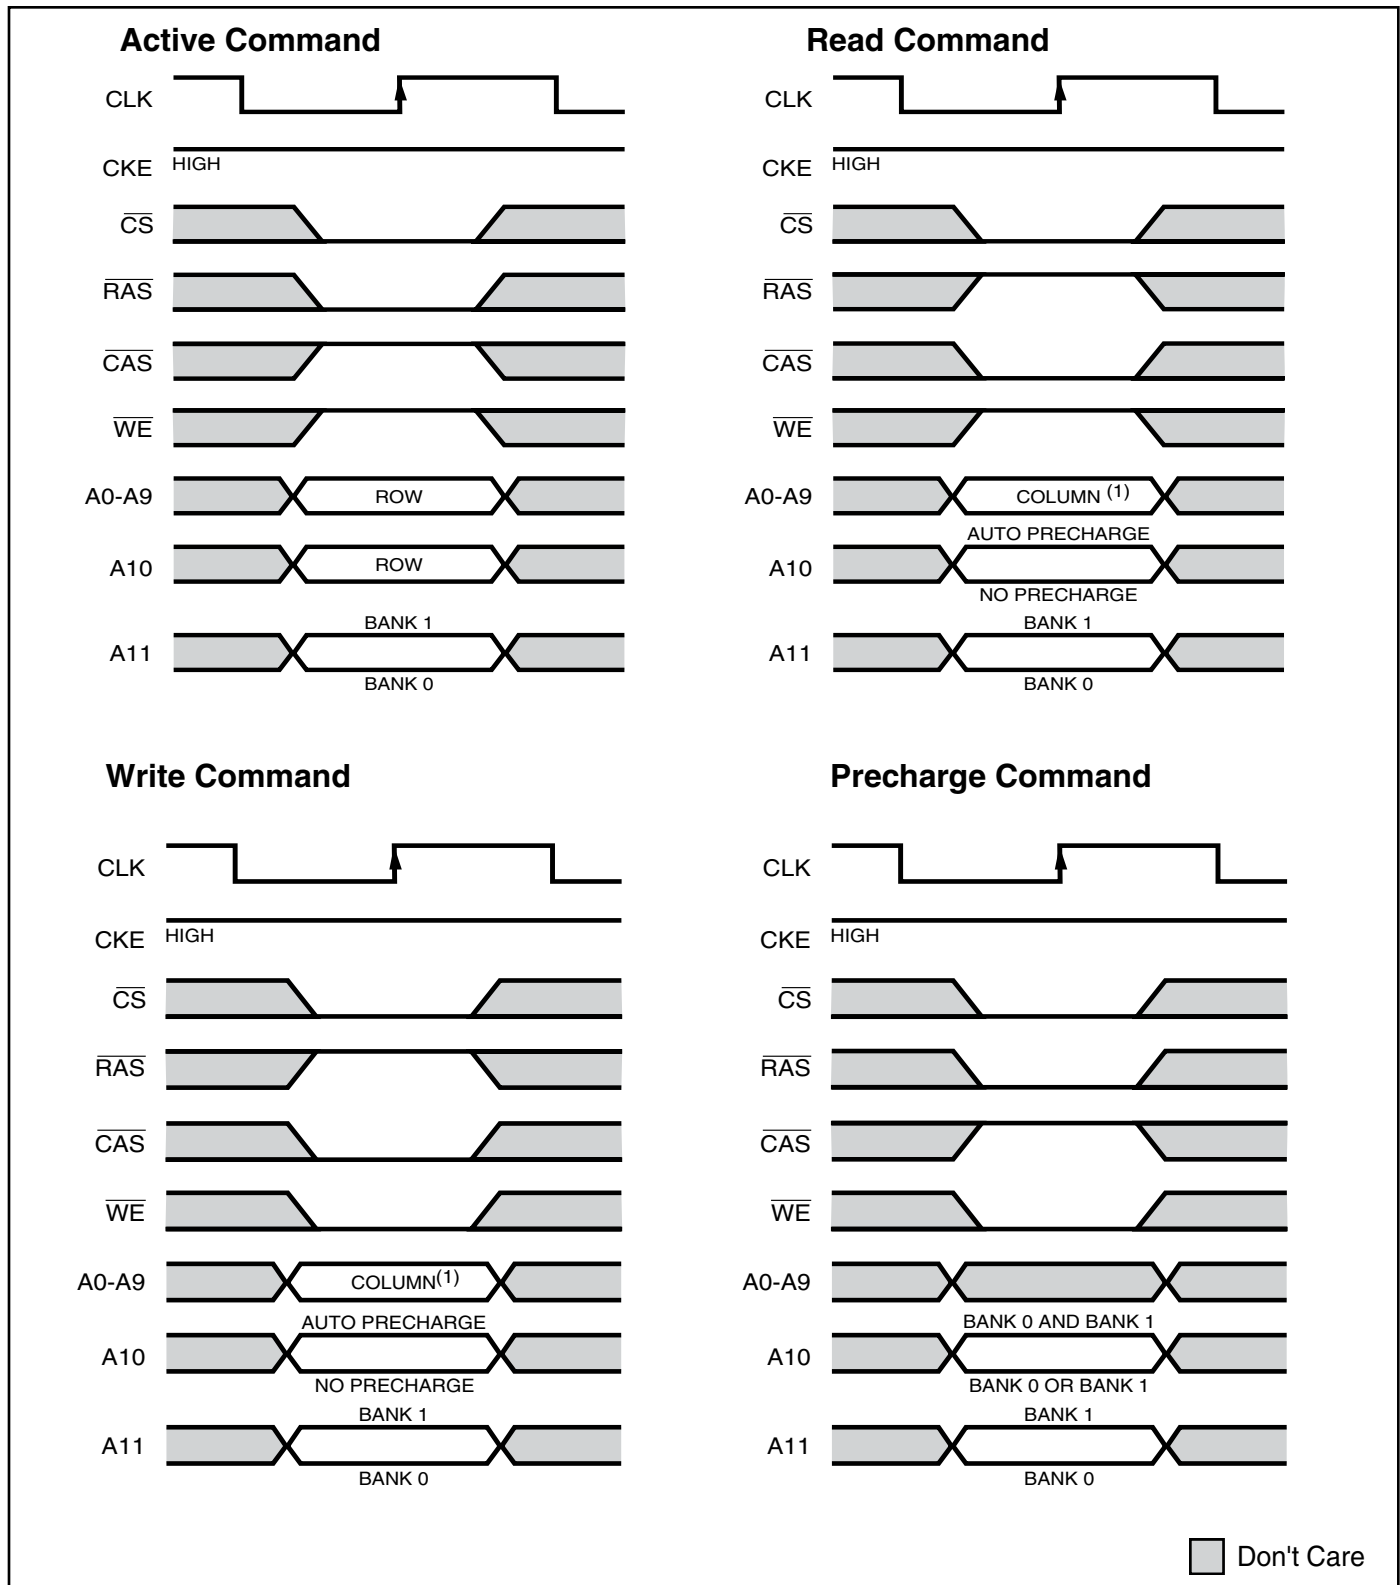 Active Command
CLK
CKE HIGH
CS
RAS
CAS
WE
A0-A9 ROW
A10 ROW
BANK 1
A11
BANK 0
Read Command
CLK
CKE HIGH
CS
RAS
CAS
WE
A0-A9 COLUMN (1)
AUTO PRECHARGE
A10
NO PRECHARGE
BANK 1
A11
BANK 0
Write Command
CLK
CKE HIGH
CS
RAS
CAS
WE
A0-A9 COLUMN(1)
AUTO PRECHARGE
A10
NO PRECHARGE
BANK 1
A11
BANK 0
Precharge Command
CLK
CKE HIGH
CS
RAS
CAS
WE
A0-A9
BANK 0 AND BANK 1
A10
BANK 0 OR BANK 1
BANK 1
A11
BANK 0
Don't Care